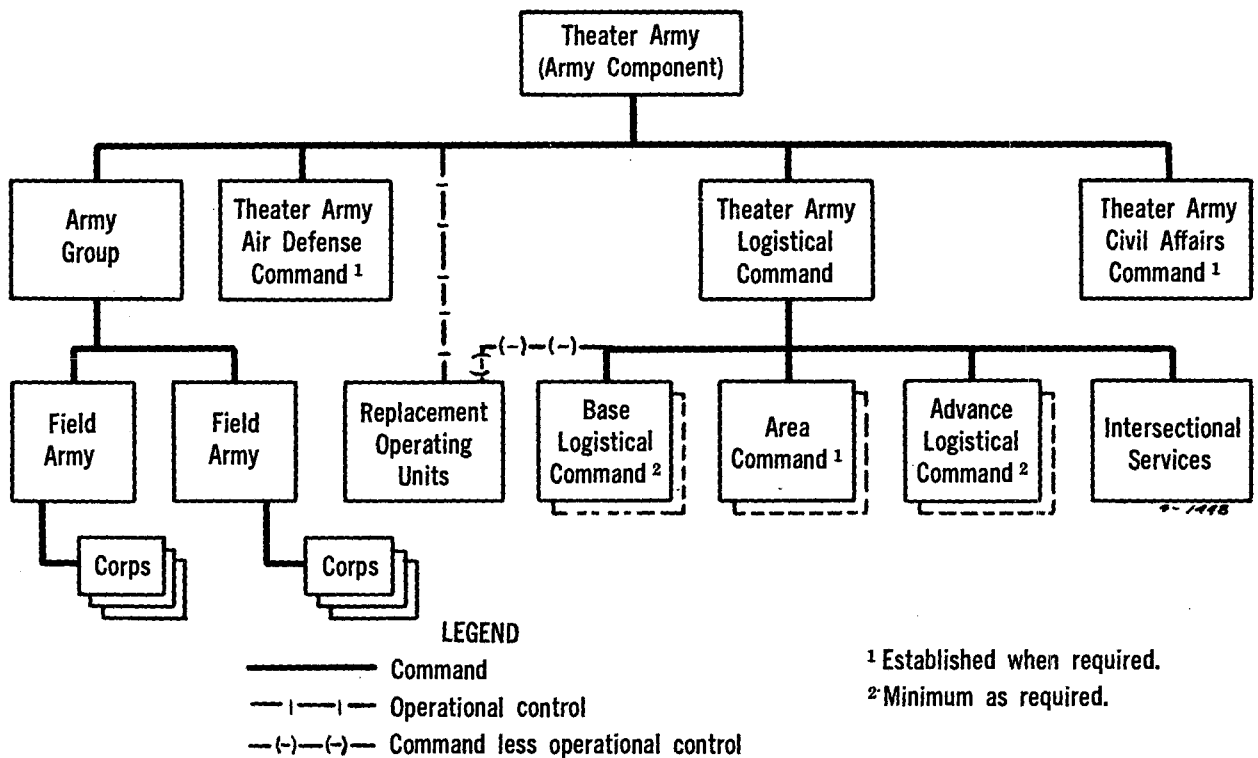 Theater Army
(Army Component)
Army
Group
Theater Army
Air Defense
Command ¹
Theater Army
Logistical
Command
Theater Army
Civil Affairs
Command ¹
Field
Army
Field
Army
Replacement
Operating
Units
Base
Logistical
Command ²
Area
Command ¹
Advance
Logistical
Command ²
Intersectional
Services
Corps
Corps
LEGEND
Command
Operational control
Command less operational control
¹ Established when required.
² Minimum as required.